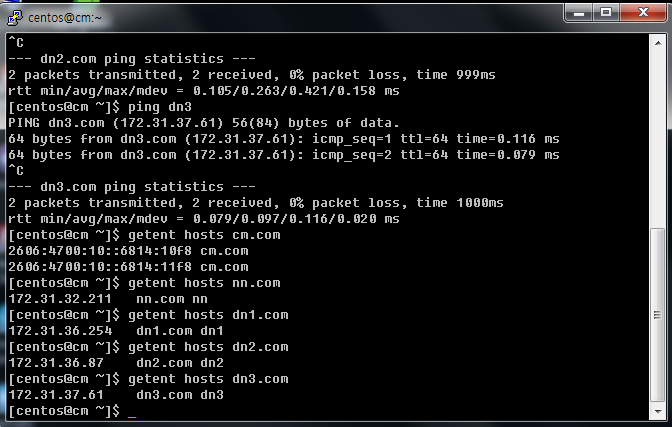 centos@cm:~
^C
--- dn2.com ping statistics ---
2 packets transmitted, 2 received, 0% packet loss, time 999ms
rtt min/avg/max/mdev = 0.105/0.263/0.421/0.158 ms
[centos@cm ~]$ ping dn3
PING dn3.com (172.31.37.61) 56(84) bytes of data.
64 bytes from dn3.com (172.31.37.61): icmp_seq=1 ttl=64 time=0.116 ms
64 bytes from dn3.com (172.31.37.61): icmp_seq=2 ttl=64 time=0.079 ms
^C
--- dn3.com ping statistics ---
2 packets transmitted, 2 received, 0% packet loss, time 1000ms
rtt min/avg/max/mdev = 0.079/0.097/0.116/0.020 ms
[centos@cm ~]$ getent hosts cm.com
2606:4700:10::6814:10f8 cm.com
2606:4700:10::6814:11f8 cm.com
[centos@cm ~]$ getent hosts nn.com
172.31.32.211   nn.com nn
[centos@cm ~]$ getent hosts dn1.com
172.31.36.254   dn1.com dn1
[centos@cm ~]$ getent hosts dn2.com
172.31.36.87    dn2.com dn2
[centos@cm ~]$ getent hosts dn3.com
172.31.37.61    dn3.com dn3
[centos@cm ~]$ _